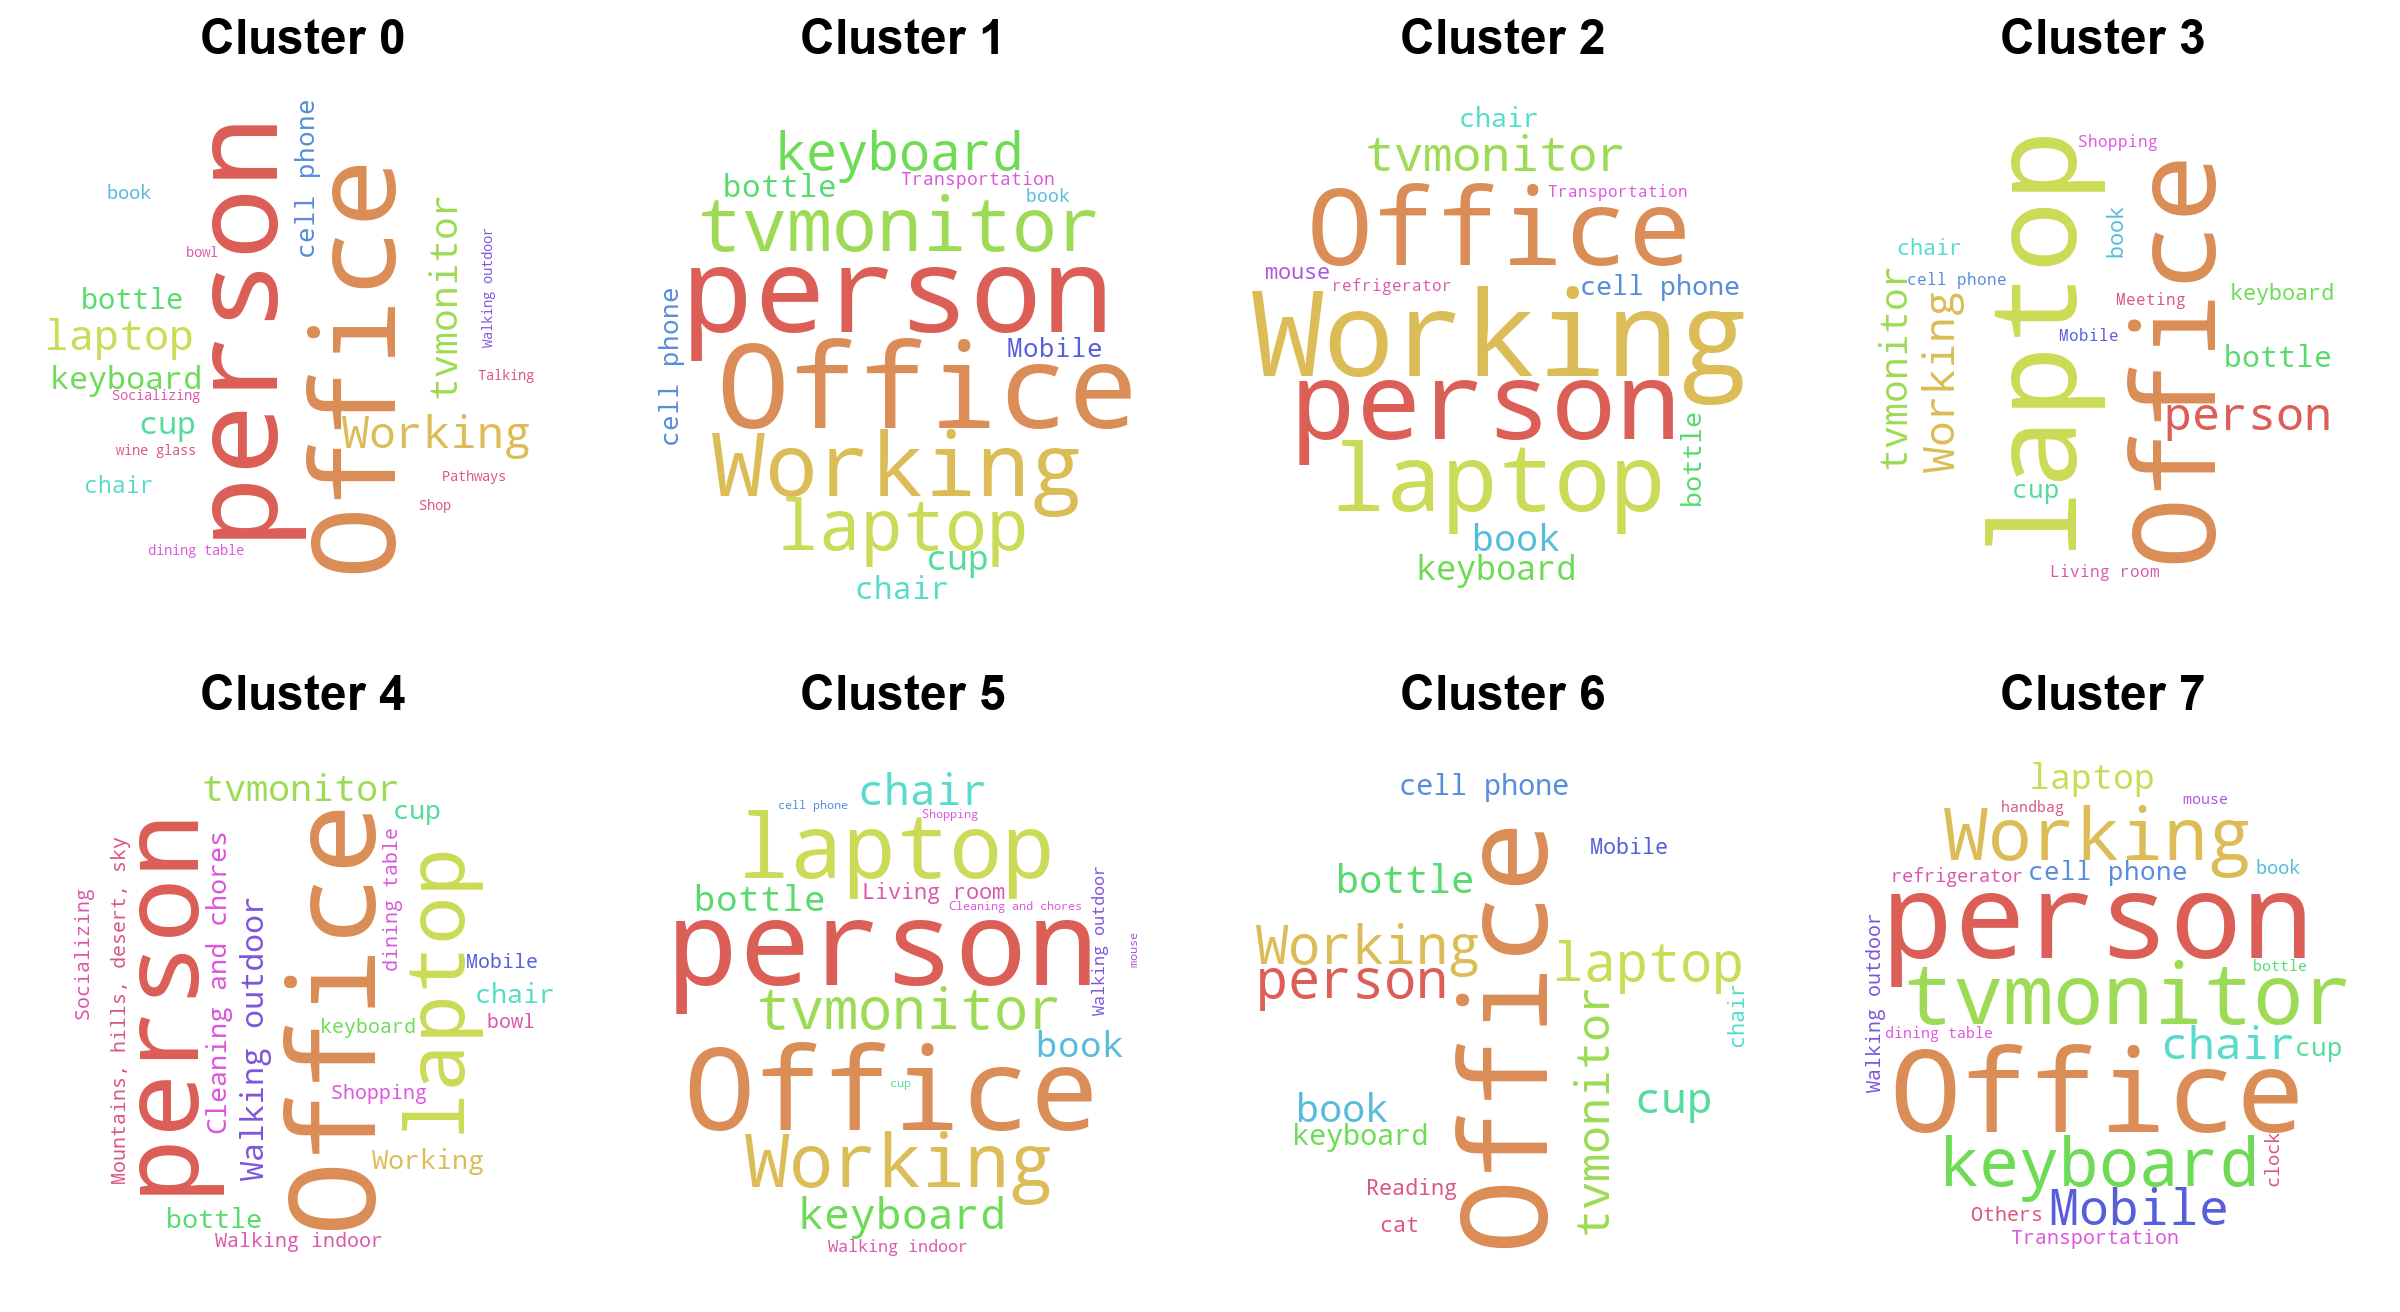 Cluster 0
cell phone
person
Office
book
tvmonitor
Walking outdoor
bowl
bottle
laptop
keyboard
Socializing
Talking
cup
Working
wine glass
Pathways
chair
Shop
dining table
Cluster 1
keyboard
bottle
Transportation
book
tvmonitor
person
cell phone
Mobile
Office
Working
laptop
cup
chair
Cluster 2
chair
tvmonitor
Transportation
Office
mouse
refrigerator
cell phone
Working
person
bottle
laptop
book
keyboard
Cluster 3
laptop
Shopping
Office
book
chair
tvmonitor
cell phone
Working
Meeting
keyboard
Mobile
bottle
person
cup
Living room
Cluster 4
tvmonitor
cup
person
Office
Cleaning and chores
dining table
Mountains, hills, desert, sky
laptop
Socializing
Walking outdoor
Mobile
chair
bowl
keyboard
Shopping
Working
bottle
Walking indoor
Cluster 5
chair
cell phone
Shopping
laptop
Living room
bottle
Cleaning and chores
Walking outdoor
person
mouse
tvmonitor
book
Office
cup
Working
keyboard
Walking indoor
Cluster 6
cell phone
Office
Mobile
bottle
Working
laptop
person
tvmonitor
chair
cup
book
keyboard
Reading
cat
Cluster 7
laptop
handbag
mouse
Working
refrigerator
cell phone
book
person
Walking outdoor
bottle
tvmonitor
dining table
chair
cup
Office
keyboard
clock
Mobile
Others
Transportation